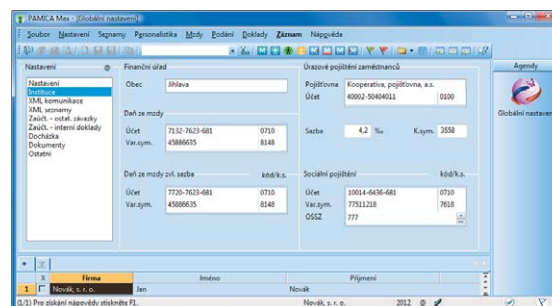 PAMICA Max - [Globální nastavení]
Soubor Nastavení Seznamy Personalistika Mzdy Podání Doklady Záznam Nápověda
Nastavení
Nastavení
Instituce
XML komunikace
XML seznamy
Zaúčt. - ostat. závazky
Zaúčt. - interní doklady
Docházka
Dokumenty
Ostatní
Finanční úřad
Obec Jihlava
Daň ze mzdy
Účet 7132-7623-681 0710
Var.sym. 45886635 8148
Daň ze mzdy zvl. sazba kód/k.s.
Účet 7720-7623-681 0710
Var.sym. 45886635 8148
Úrazové pojištění zaměstnanců
Pojišťovna Kooperativa, pojišťovna, a.s.
Účet 40002-50404011 0100
Sazba 4,2 ‰ K.sym. 3558
Sociální pojištění kód/k.s.
Účet 10014-6436-681 0710
Var.sym. 77511218 7618
OSSZ 777
Agendy
Globální nastavení
X Firma Jméno Příjmení
1 Novák, s. r. o. Jan Novák
(1/1) Pro získání nápovědy stiskněte F1. Novák, s. r. o. 2012 @